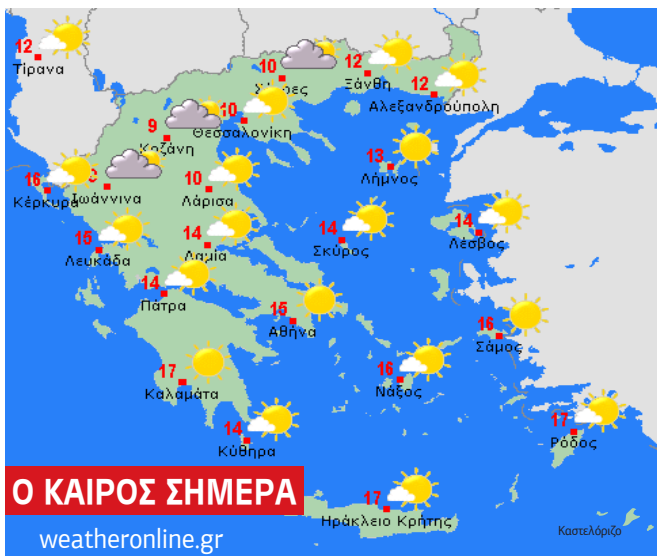 12
Τίρανα
10
12
Ξάνθη
12
Αλεξανδρούπολη
10
Θεσσαλονίκη
9
Κοζάνη
13
Λήμνος
16
Κέρκυρα
Ιωάννινα
10
Λάρισα
14
Λέσβος
14
Σκύρος
15
Λευκάδα
14
Λαμία
14
Πάτρα
15
Αθήνα
16
Σάμος
17
Καλαμάτα
16
Νάξος
14
Κύθηρα
17
Ρόδος
Ο ΚΑΙΡΟΣ ΣΗΜΕΡΑ
17
Ηράκλειο Κρήτης
Καστελόριζο
weatheronline.gr